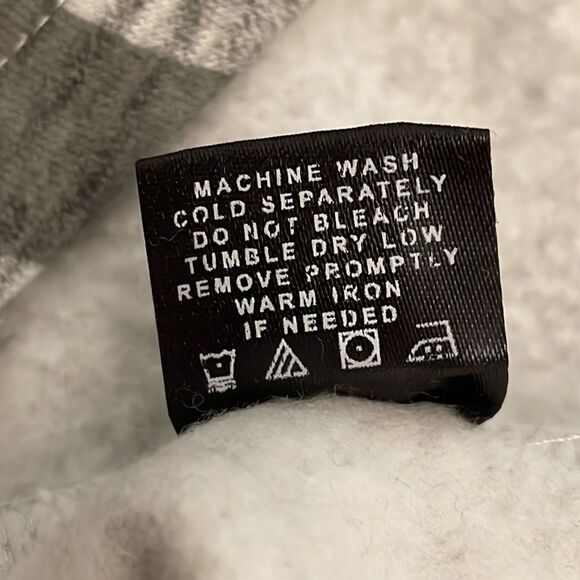 MACHINE WASH
COLD SEPARATELY
DO NOT BLEACH
TUMBLE DRY LOW
REMOVE PROMPTLY
WARM IRON
IF NEEDED